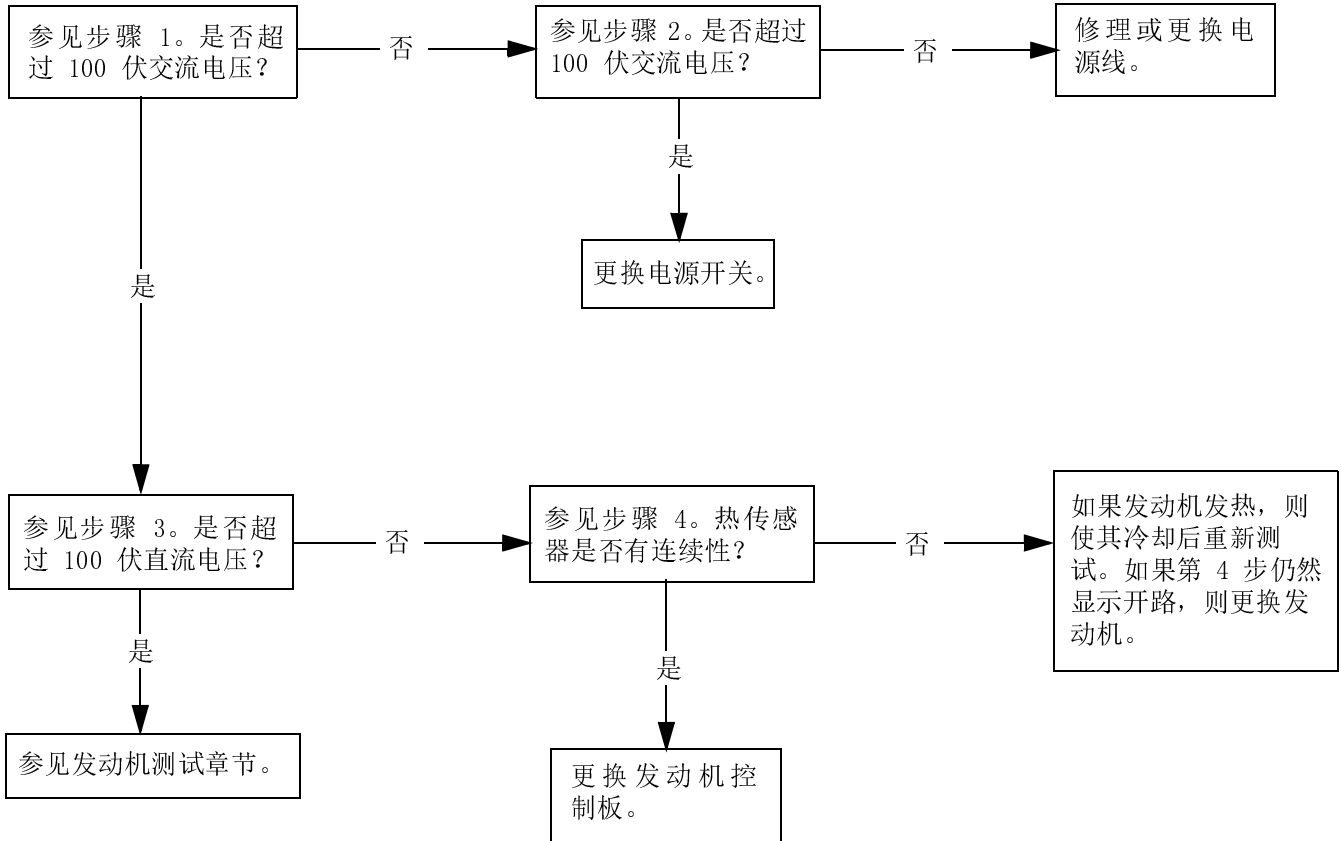 参见步骤 1。是否超
过 100 伏交流电压？
否
参见步骤 2。是否超过
100 伏交流电压？
否
修理或更换电
源线。
是
更换电源开关。
是
参见步骤 3。是否超
过 100 伏直流电压？
否
参见步骤 4。热传感
器是否有连续性？
否
如果发动机发热，则
使其冷却后重新测
试。如果第 4 步仍然
显示开路，则更换发
动机。
是
参见发动机测试章节。
是
更换发动机控
制板。